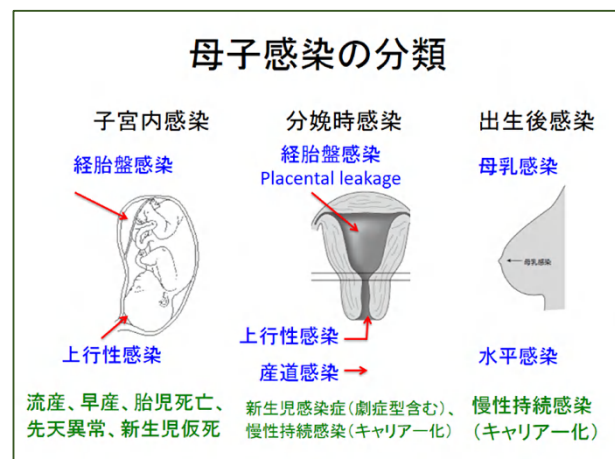 母子感染の分類
子宮内感染
経胎盤感染
上行性感染
流産、早産、胎児死亡、
先天異常、新生児仮死
分娩時感染
経胎盤感染
Placental leakage
上行性感染
産道感染
新生児感染症(劇症型含む)、
慢性持続感染(キャリアー化)
出生後感染
母乳感染
母乳感染
水平感染
慢性持続感染
(キャリアー化)